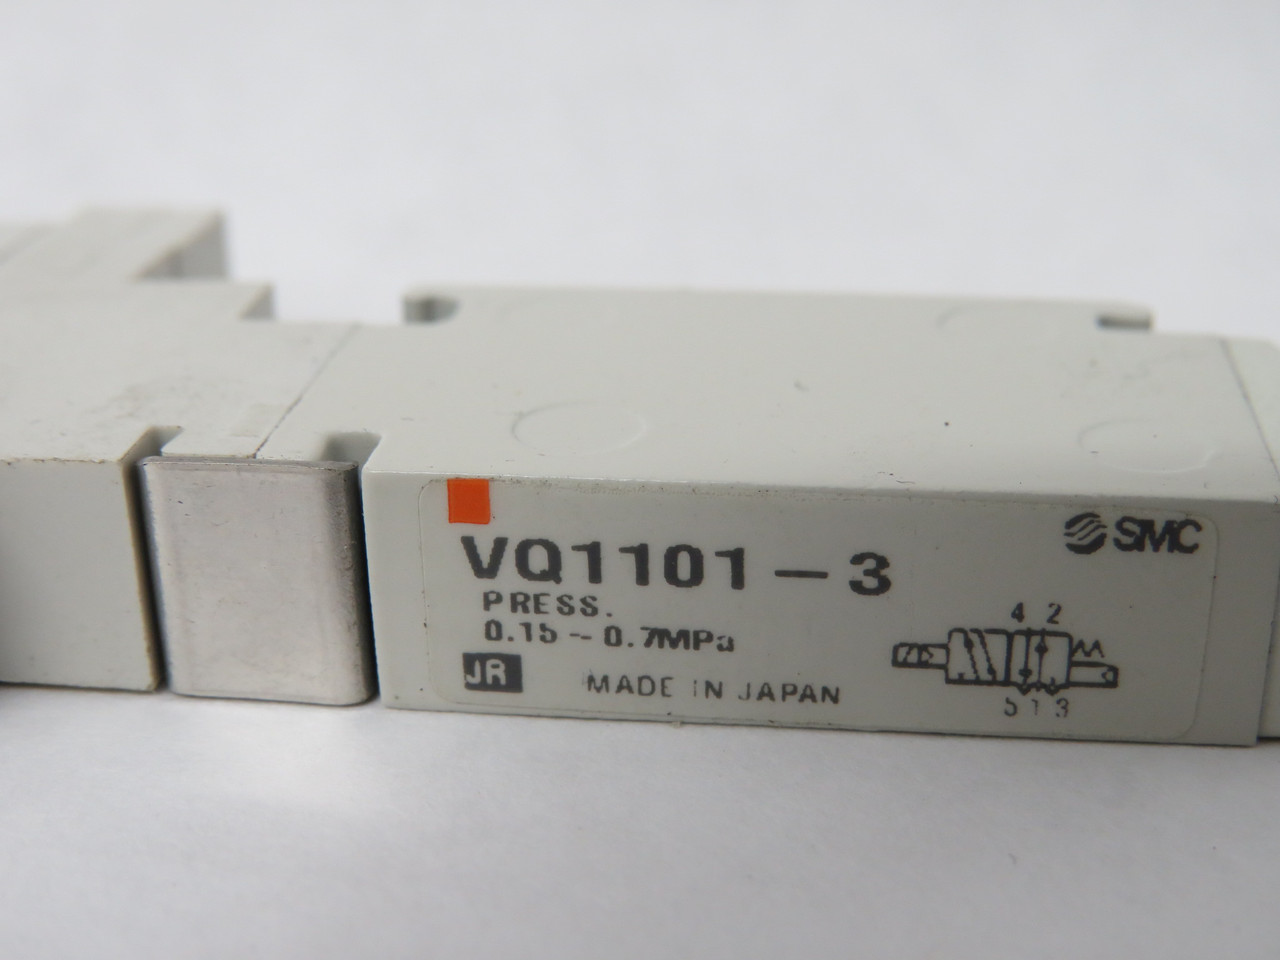 SMC
VQ1101-3
PRESS.
0.15~0.7MPa
4 2
JR MADE IN JAPAN
5 1 3